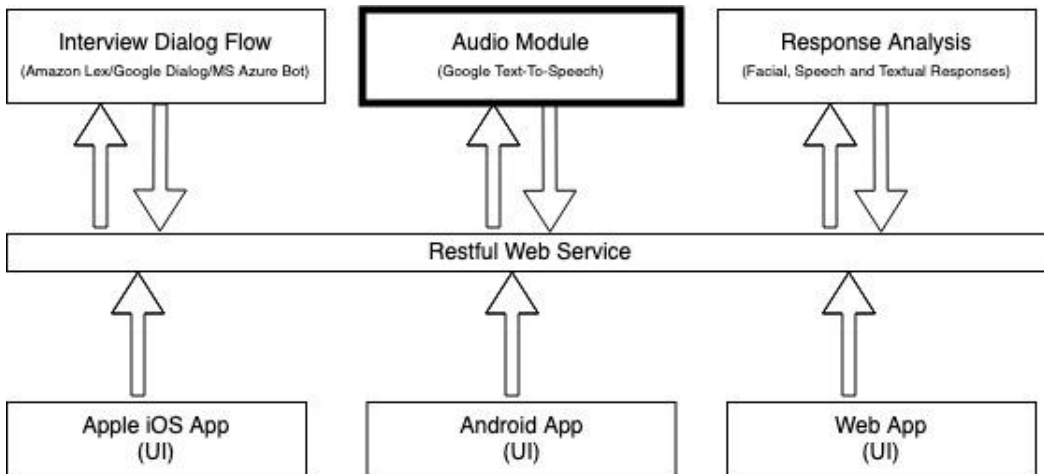 Interview Dialog Flow
(Amazon Lex/Google Dialog/MS Azure Bot)
Audio Module
(Google Text-To-Speech)
Response Analysis
(Facial, Speech and Textual Responses)
Restful Web Service
Apple iOS App
(UI)
Android App
(UI)
Web App
(UI)